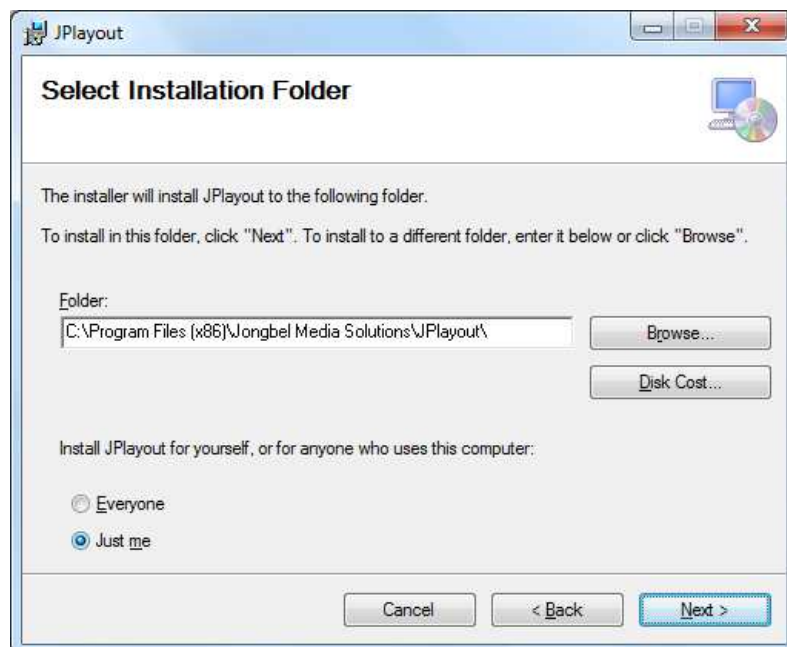 JPlayout
Select Installation Folder
The installer will install JPlayout to the following folder.
To install in this folder, click "Next". To install to a different folder, enter it below or click "Browse".
Folder:
C:\Program Files (x86)\Jongbel Media Solutions\JPlayout\
Browse...
Disk Cost...
Install JPlayout for yourself, or for anyone who uses this computer:
Everyone
Just me
Cancel
< Back
Next >